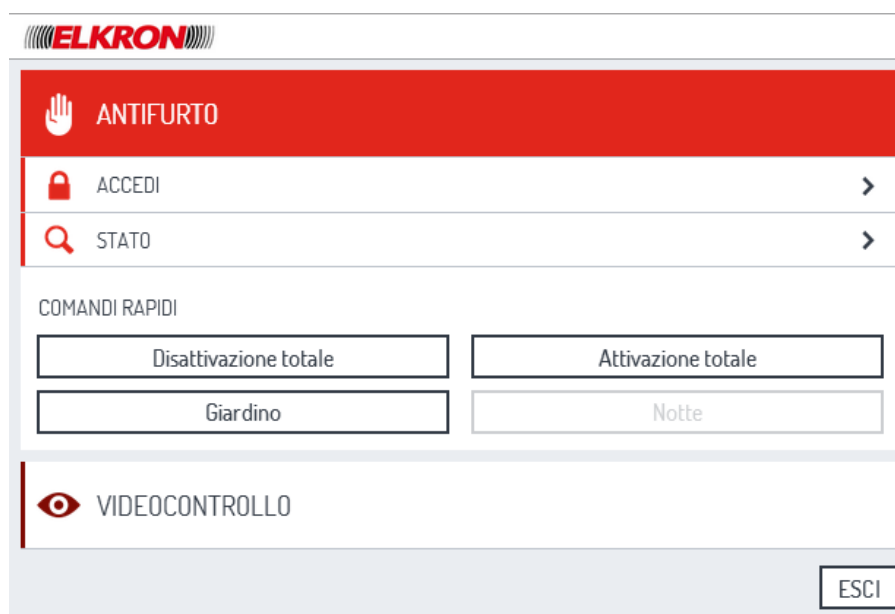 ELKRON
ANTIFURTO
ACCEDI
STATO
COMANDI RAPIDI
Disattivazione totale
Attivazione totale
Giardino
Notte
VIDEOCONTROLLO
ESCI